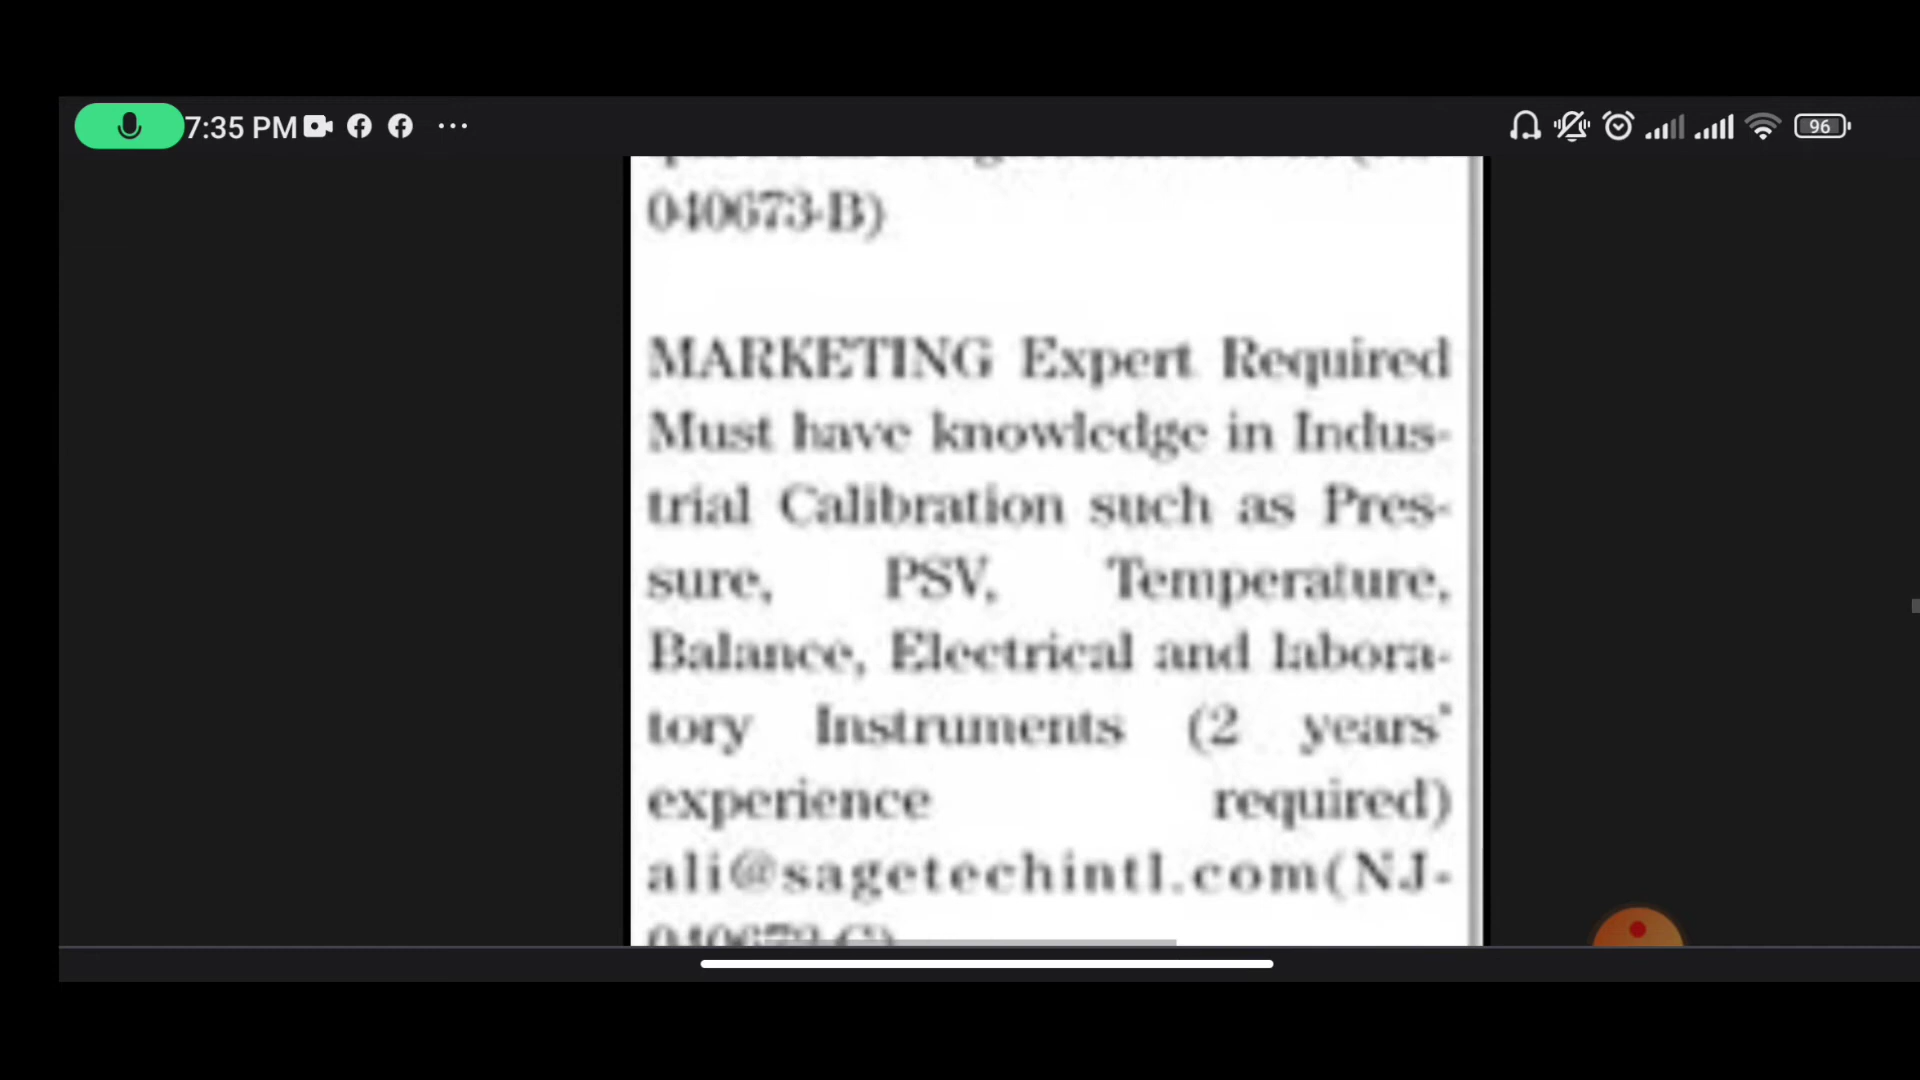 7:35 PM
96
040673-B)
MARKETING Expert Required
Must have knowledge in Indus-
trial Calibration such as Pres-
sure, PSV, Temperature,
Balance, Electrical and labora-
tory Instruments (2 years'
experience required)
ali@sagetechintl.com(NJ-